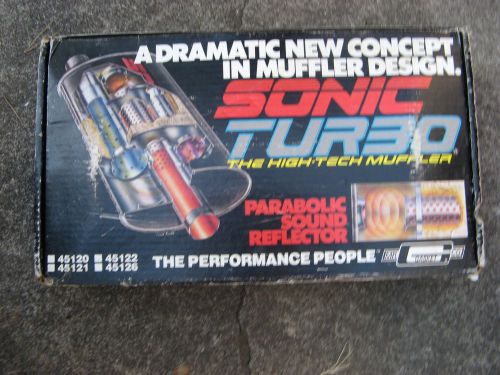 A DRAMATIC NEW CONCEPT
IN MUFFLER DESIGN.
SONIC
TURBO
THE HIGH-TECH MUFFLER
PARABOLIC
SOUND
REFLECTOR
45120 45122
45121 45126
THE PERFORMANCE PEOPLE